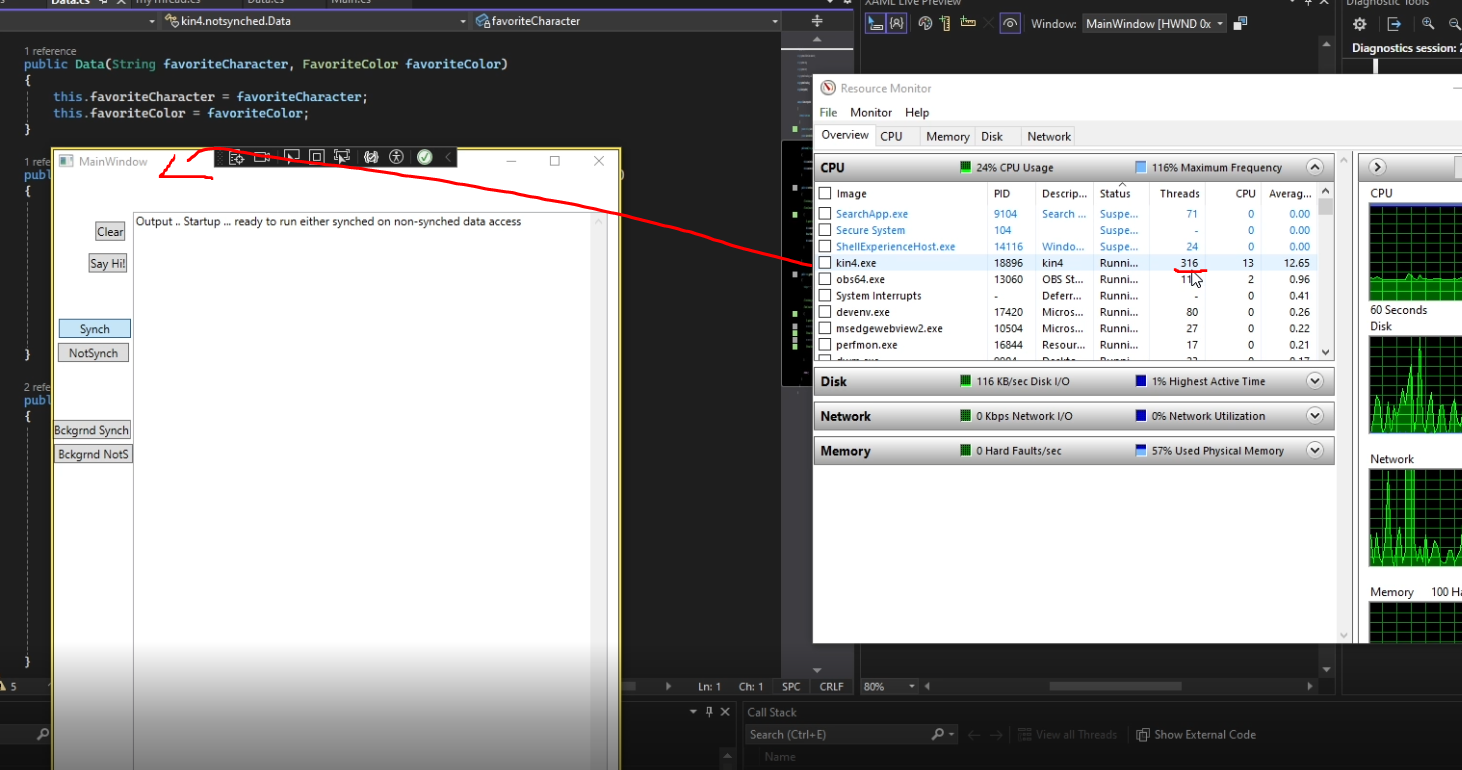 Data.cs
myThread.cs
Data.cs
Main.cs
kin4.notsynched.Data
favoriteCharacter
1 reference
public Data(String favoriteCharacter, FavoriteColor favoriteColor)
{
this.favoriteCharacter = favoriteCharacter;
this.favoriteColor = favoriteColor;
}
1 refe
publ
{
}
2 refe
publ
{
}
5
Ln: 1 Ch: 1 SPC CRLF
MainWindow
Output .. Startup ... ready to run either synched on non-synched data access
Clear
Say Hi!
Synch
NotSynch
Bckgrnd Synch
Bckgrnd NotS
XAML Live Preview
Window: MainWindow [HWND 0x
80%
Diagnostic Tools
Diagnostics session: 2
Resource Monitor
File Monitor Help
Overview CPU Memory Disk Network
CPU 24% CPU Usage 116% Maximum Frequency
Image PID Descrip... Status Threads CPU Averag...
SearchApp.exe 9104 Search ... Suspe... 71 0 0.00
Secure System 104 Suspe... - 0 0.00
ShellExperienceHost.exe 14116 Windo... Suspe... 24 0 0.00
kin4.exe 18896 kin4 Runni... 316 13 12.65
obs64.exe 13060 OBS St... Runni... 2 0.96
System Interrupts - Deferr... Runni... - 0 0.41
devenv.exe 17420 Micros... Runni... 80 0 0.26
msedgewebview2.exe 10504 Micros... Runni... 27 0 0.22
perfmon.exe 16844 Resour... Runni... 17 0 0.21
Disk 116 KB/sec Disk I/O 1% Highest Active Time
Network 0 Kbps Network I/O 0% Network Utilization
Memory 0 Hard Faults/sec 57% Used Physical Memory
CPU
60 Seconds
Disk
Network
Memory 100 Ha
Call Stack
Search (Ctrl+E)
View all Threads
Show External Code
Name